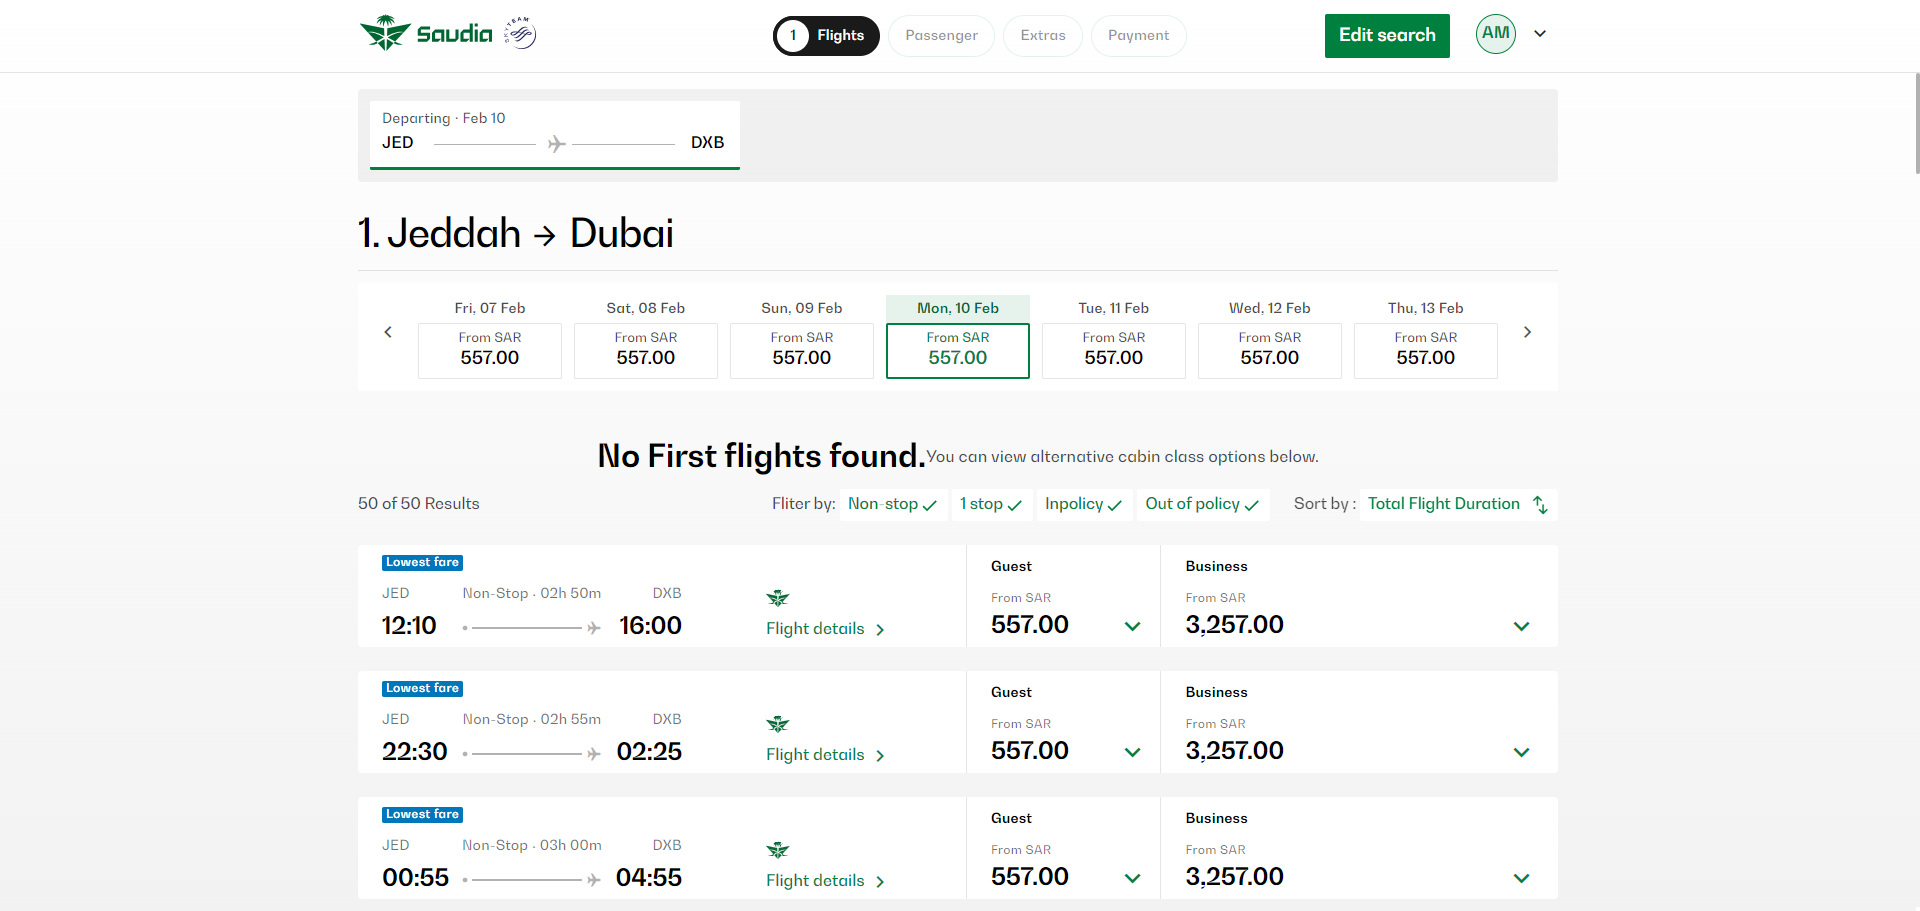 Saudia SKYTEAM
1 Flights Passenger Extras Payment
Edit search AM
Departing · Feb 10
JED DXB
1. Jeddah → Dubai
Fri, 07 Feb Sat, 08 Feb Sun, 09 Feb Mon, 10 Feb Tue, 11 Feb Wed, 12 Feb Thu, 13 Feb
From SAR From SAR From SAR From SAR From SAR From SAR From SAR
557.00 557.00 557.00 557.00 557.00 557.00 557.00
No First flights found. You can view alternative cabin class options below.
50 of 50 Results Fliter by: Non-stop 1 stop Inpolicy Out of policy Sort by : Total Flight Duration
Lowest fare Guest Business
JED Non-Stop · 02h 50m DXB From SAR From SAR
12:10 16:00 Flight details 557.00 3,257.00
Lowest fare Guest Business
JED Non-Stop · 02h 55m DXB From SAR From SAR
22:30 02:25 Flight details 557.00 3,257.00
Lowest fare Guest Business
JED Non-Stop · 03h 00m DXB From SAR From SAR
00:55 04:55 Flight details 557.00 3,257.00